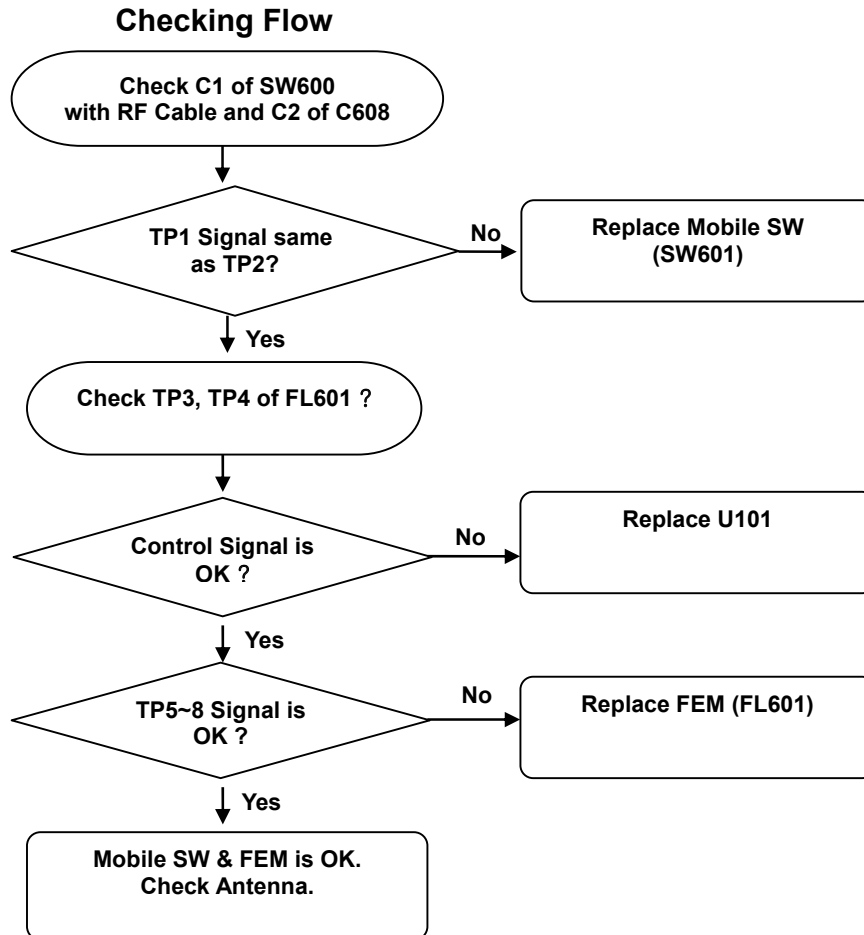 Checking Flow
Check C1 of SW600
with RF Cable and C2 of C608
TP1 Signal same
as TP2?
No
Replace Mobile SW
(SW601)
Yes
Check TP3, TP4 of FL601 ?
Control Signal is
OK ?
No
Replace U101
Yes
TP5~8 Signal is
OK ?
No
Replace FEM (FL601)
Yes
Mobile SW & FEM is OK.
Check Antenna.